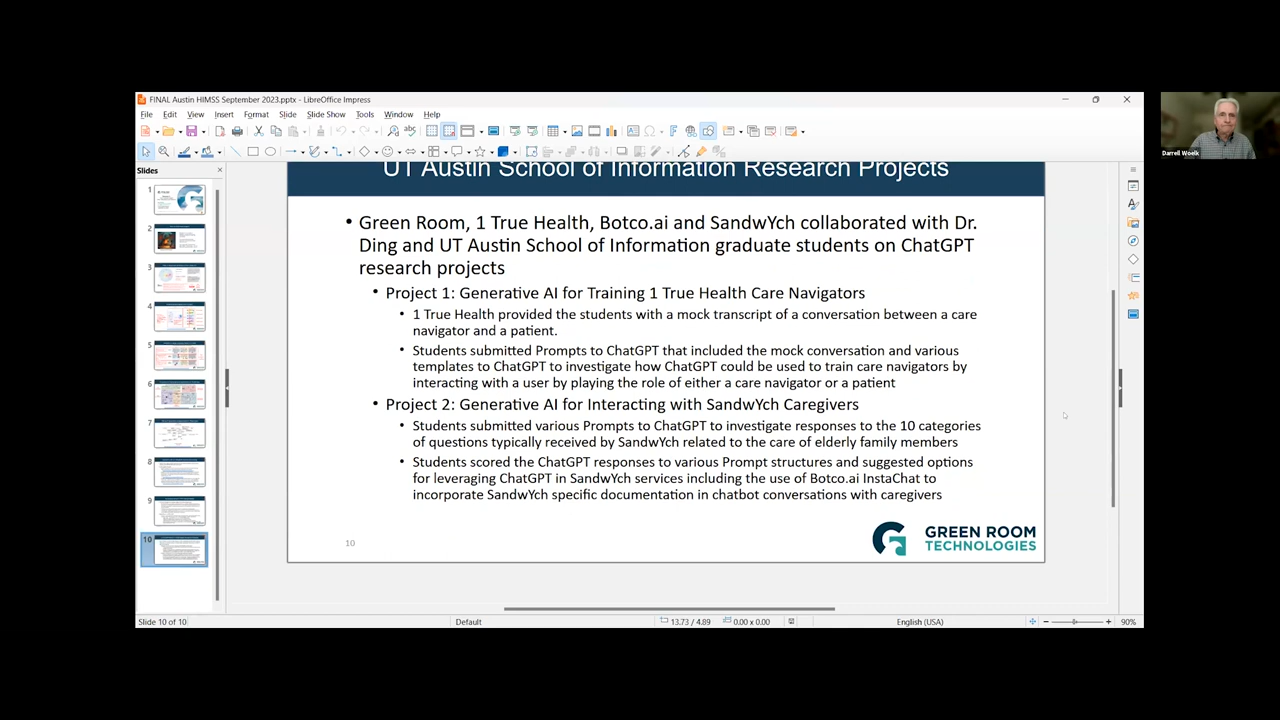 FINAL Austin HIMSS September 2023.pptx - LibreOffice Impress
File Edit View Insert Format Slide Slide Show Tools Window Help
Slides
1
2
3
4
5
6
7
8
9
10
UT Austin School of Information Research Projects
• Green Room, 1 True Health, Botco.ai and SandwYch collaborated with Dr.
Ding and UT Austin School of Information graduate students on ChatGPT
research projects
• Project 1: Generative AI for Training 1 True Health Care Navigators
• 1 True Health provided the students with a mock transcript of a conversation between a care
navigator and a patient.
• Students submitted Prompts to ChatGPT that included the mock conversation and various
templates to ChatGPT to investigate how ChatGPT could be used to train care navigators by
interacting with a user by playing the role of either a care navigator or a patient
• Project 2: Generative AI for Interacting with SandwYch Caregivers
• Students submitted various Prompts to ChatGPT to investigate responses to the 10 categories
of questions typically received by SandwYch related to the care of elderly family members
• Students scored the ChatGPT responses to various Prompt structures and suggested options
for leveraging ChatGPT in SandwYch services including the use of Botco.ai InstaChat to
incorporate SandwYch specific documentation in chatbot conversations with caregivers
10
GREEN ROOM
TECHNOLOGIES
Slide 10 of 10
Default
13.73 / 4.89
0.00 x 0.00
English (USA)
90%
Darrell Woelk